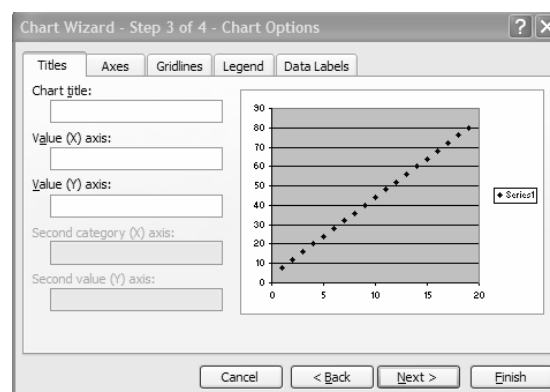 Chart Wizard - Step 3 of 4 - Chart Options
Titles Axes Gridlines Legend Data Labels
Chart title:
Value (X) axis:
Value (Y) axis:
Second category (X) axis:
Second value (Y) axis:
90
80
70
60
50
40
30
20
10
0
0 5 10 15 20
Series1
Cancel < Back Next > Finish